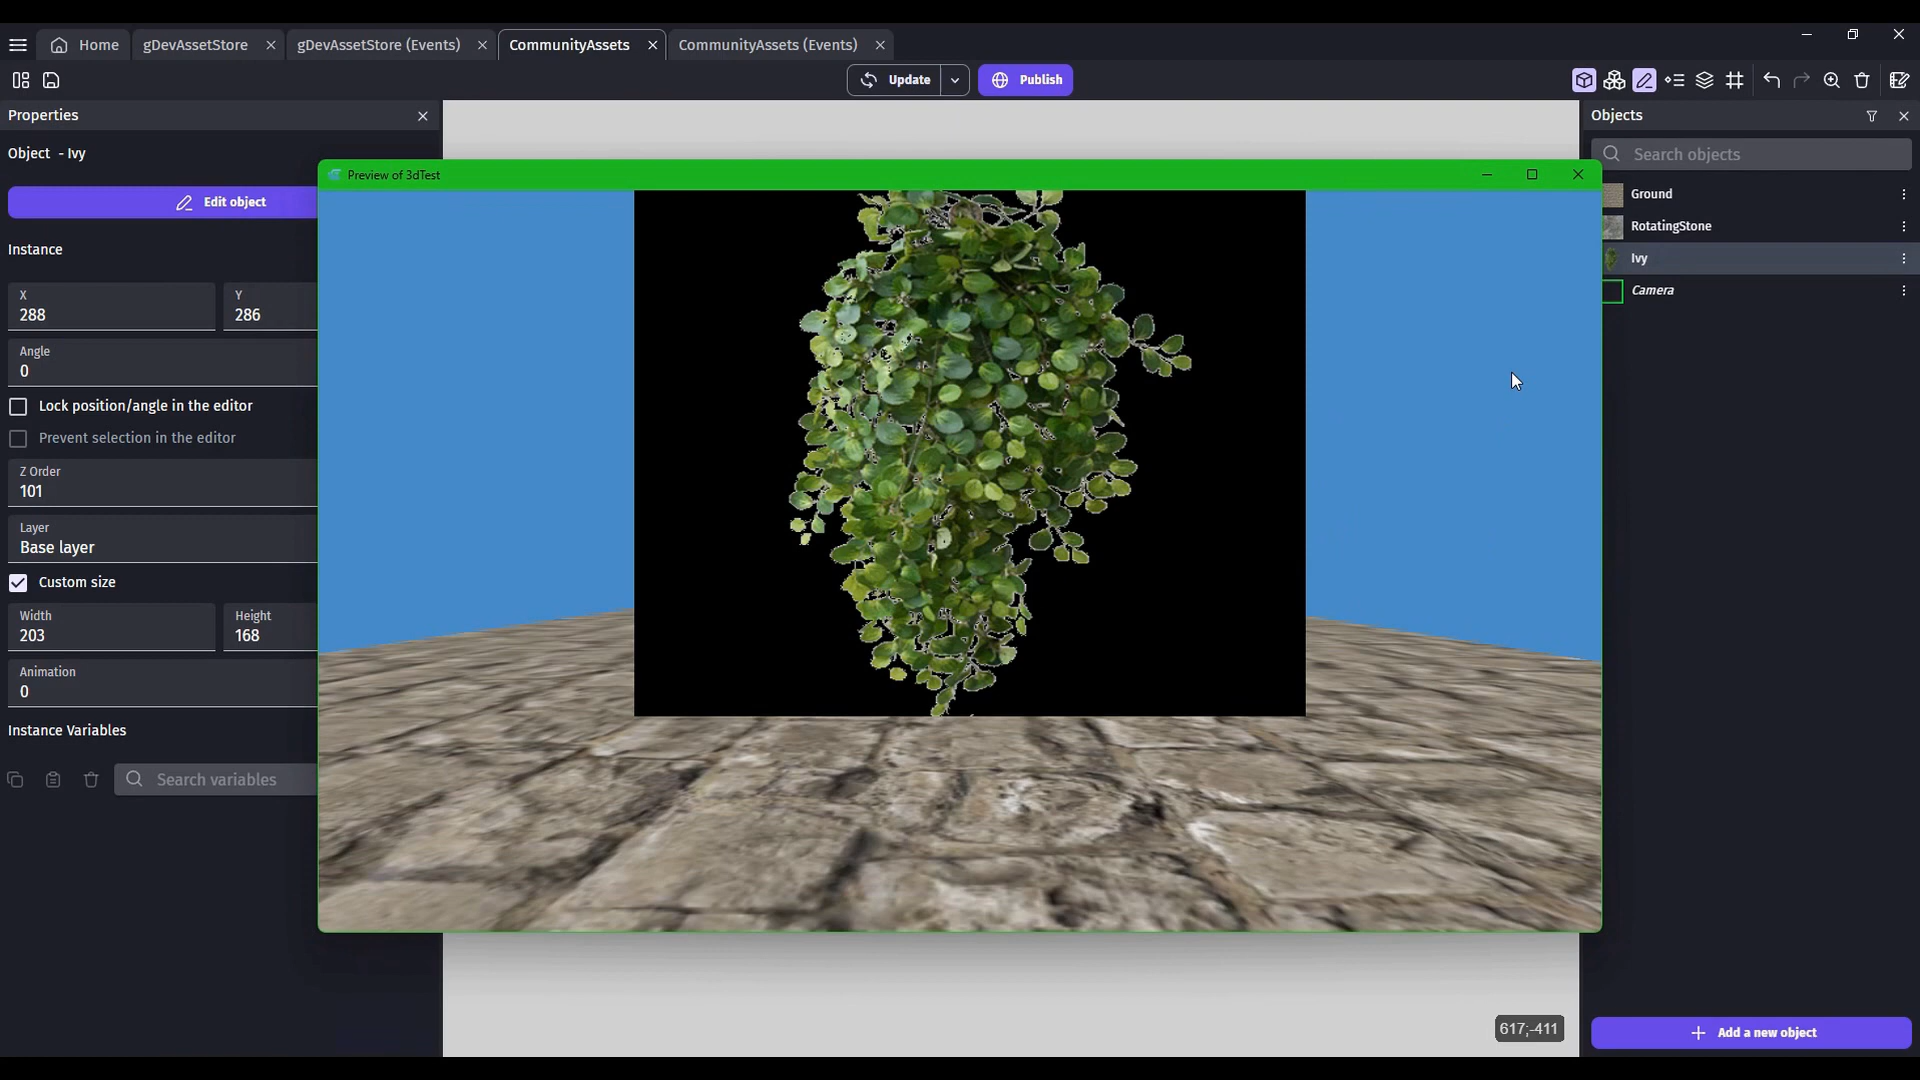 Home
gDevAssetStore
gDevAssetStore (Events)
CommunityAssets
CommunityAssets (Events)
Update
Publish
Properties
Objects
Object - Ivy
Search objects
Preview of 3dTest
Edit object
Ground
RotatingStone
Ivy
Camera
Instance
X
288
Y
286
Angle
0
Lock position/angle in the editor
Prevent selection in the editor
Z Order
101
Layer
Base layer
Custom size
Width
203
Height
168
Animation
0
Instance Variables
Search variables
617;-411
Add a new object